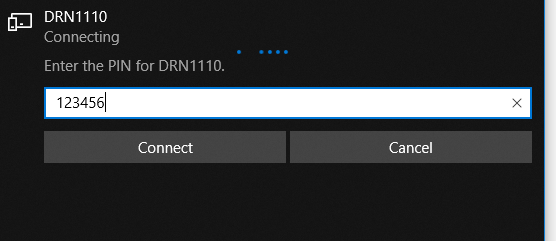 DRN1110
Connecting
Enter the PIN for DRN1110.
123456
Connect
Cancel